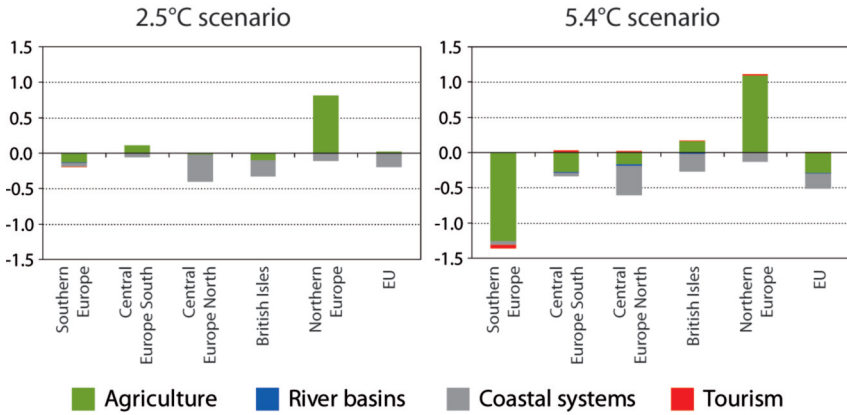 2.5°C scenario
1.5
1.0
0.5
0.0
-0.5
-1.0
-1.5
Southern
Europe
Central
Europe South
Central
Europe North
British Isles
Northern
Europe
EU
5.4°C scenario
1.5
1.0
0.5
0.0
-0.5
-1.0
-1.5
Southern
Europe
Central
Europe South
Central
Europe North
British Isles
Northern
Europe
EU
Agriculture River basins Coastal systems Tourism